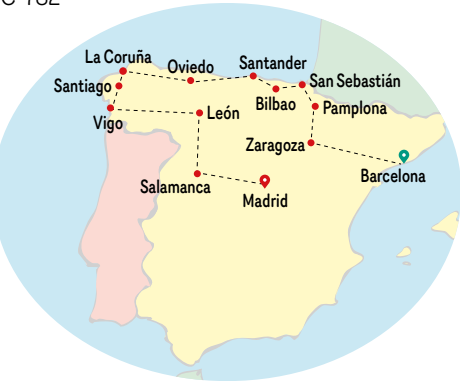 La Coruña
Oviedo
Santander
San Sebastián
Santiago
Bilbao
Pamplona
Vigo
León
Zaragoza
Barcelona
Salamanca
Madrid